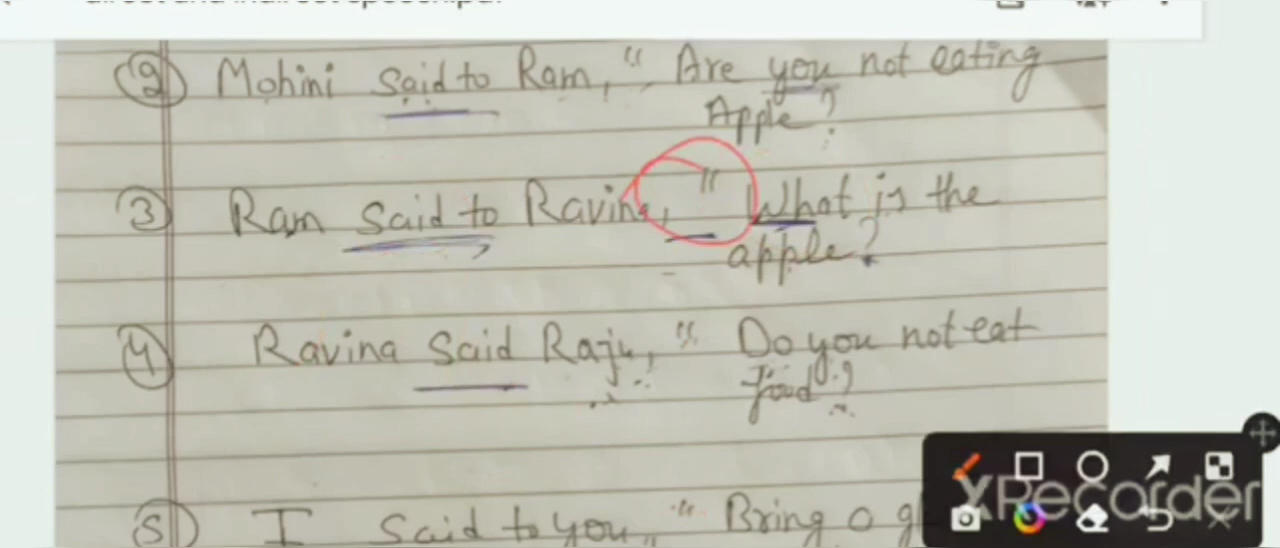 (2) Mohini said to Ram, " Are you not eating
Apple?
(3) Ram said to Ravina, " What is the
apple?
(4) Ravina said Raju, " Do you not eat
food?
(5) I said to you, " Bring a
XRecorder